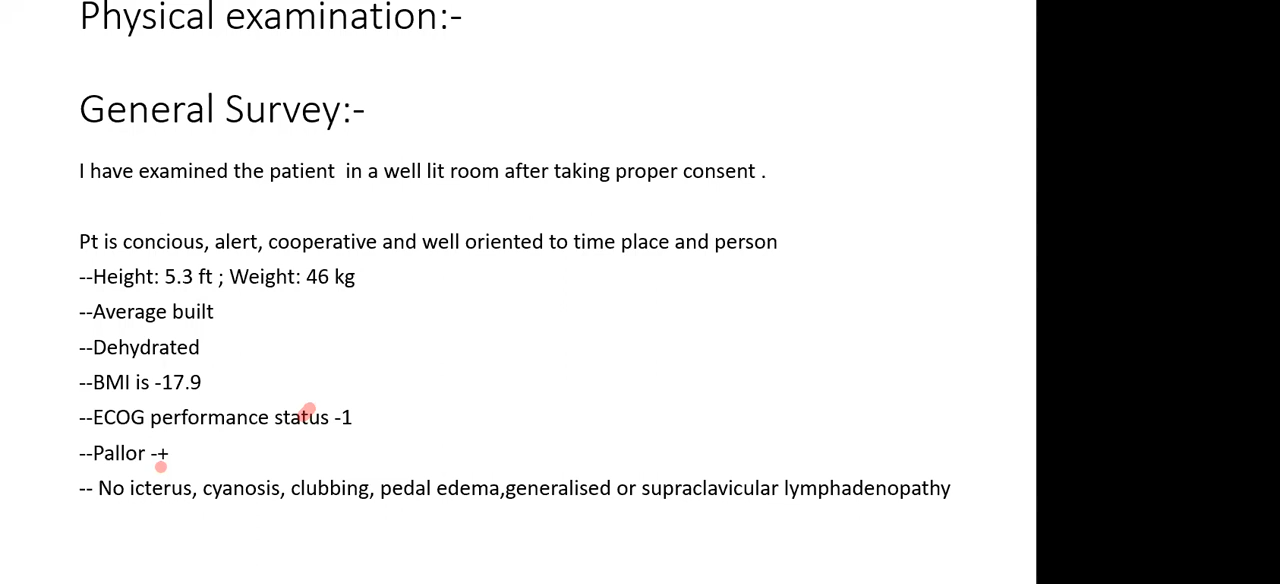 Physical examination:-
General Survey:-
I have examined the patient  in a well lit room after taking proper consent .
Pt is concious, alert, cooperative and well oriented to time place and person
--Height: 5.3 ft ; Weight: 46 kg
--Average built
--Dehydrated
--BMI is -17.9
--ECOG performance status -1
--Pallor -+
-- No icterus, cyanosis, clubbing, pedal edema,generalised or supraclavicular lymphadenopathy